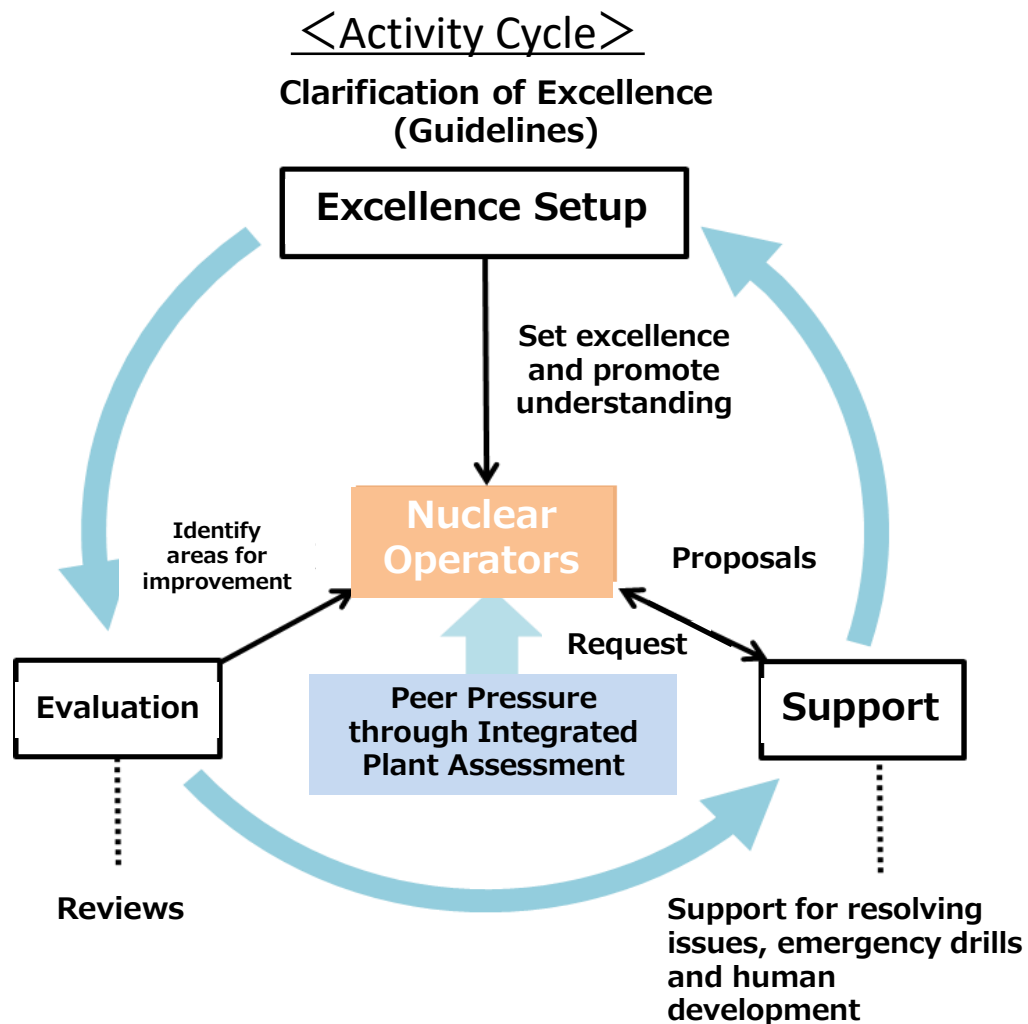 ＜Activity Cycle＞
Clarification of Excellence
(Guidelines)
Excellence Setup
Set excellence
and promote
understanding
Nuclear
Operators
Identify
areas for
improvement
Proposals
Request
Evaluation
Peer Pressure
through Integrated
Plant Assessment
Support
Reviews
Support for resolving
issues, emergency drills
and human
development